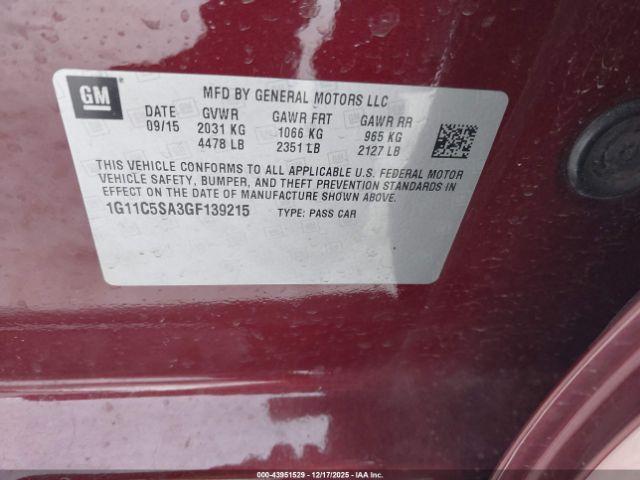 GM
MFD BY GENERAL MOTORS LLC
DATE GVWR GAWR FRT GAWR RR
09/15 2031 KG 1066 KG 965 KG
4478 LB 2351 LB 2127 LB
THIS VEHICLE CONFORMS TO ALL APPLICABLE U.S. FEDERAL MOTOR
VEHICLE SAFETY, BUMPER, AND THEFT PREVENTION STANDARDS IN
EFFECT ON THE DATE OF MANUFACTURE SHOWN ABOVE.
1G11C5SA3GF139215 TYPE: PASS CAR
00-43951529 - 12/17/2025 - IAA Inc.